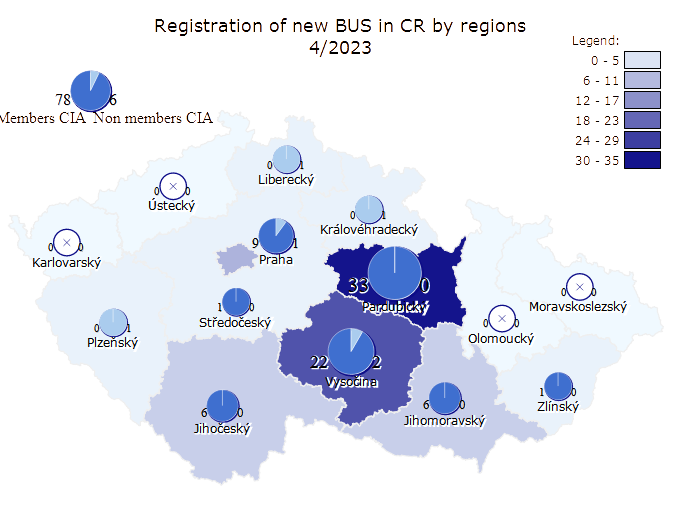 Registration of new BUS in CR by regions
4/2023
Legend:
0 - 5
6 - 11
12 - 17
18 - 23
24 - 29
30 - 35
78 6
Members CIA Non members CIA
0 1
Liberecký
0 0
Ústecký
0 1
Královéhradecký
0 0
Karlovarský
9 1
Praha
33 0
Pardubický
0 0
Moravskoslezský
1 0
Středočeský
0 1
Plzeňský
0 0
Olomoucký
22 2
Vysočina
6 0
Jihočeský
6 0
Jihomoravský
1 0
Zlínský